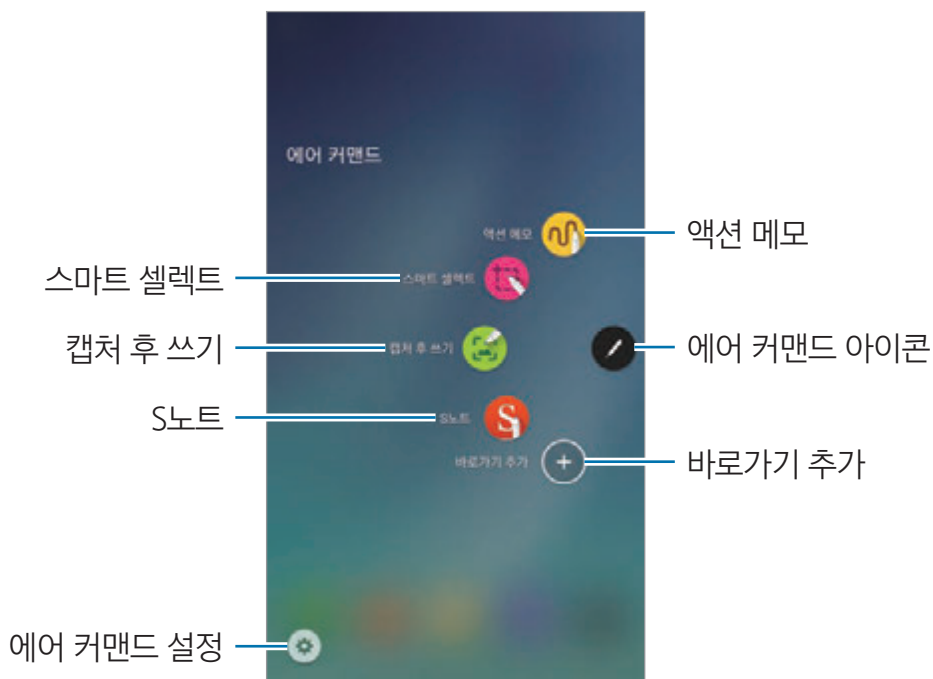 에어 커맨드
액션 메모
액션 메모
스마트 셀렉트
스마트 셀렉트
캡처 후 쓰기
캡처 후 쓰기
에어 커맨드 아이콘
S노트
S노트
바로가기 추가
바로가기 추가
에어 커맨드 설정